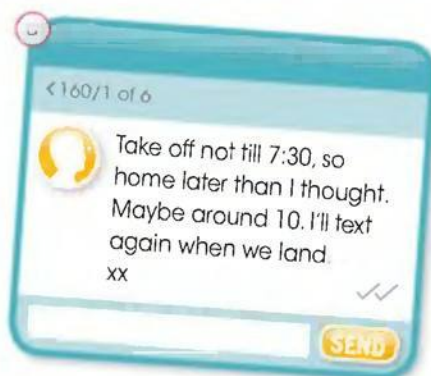 <160/1 of 6
Take off not till 7:30, so
home later than I thought.
Maybe around 10. I'll text
again when we land.
xx
SEND